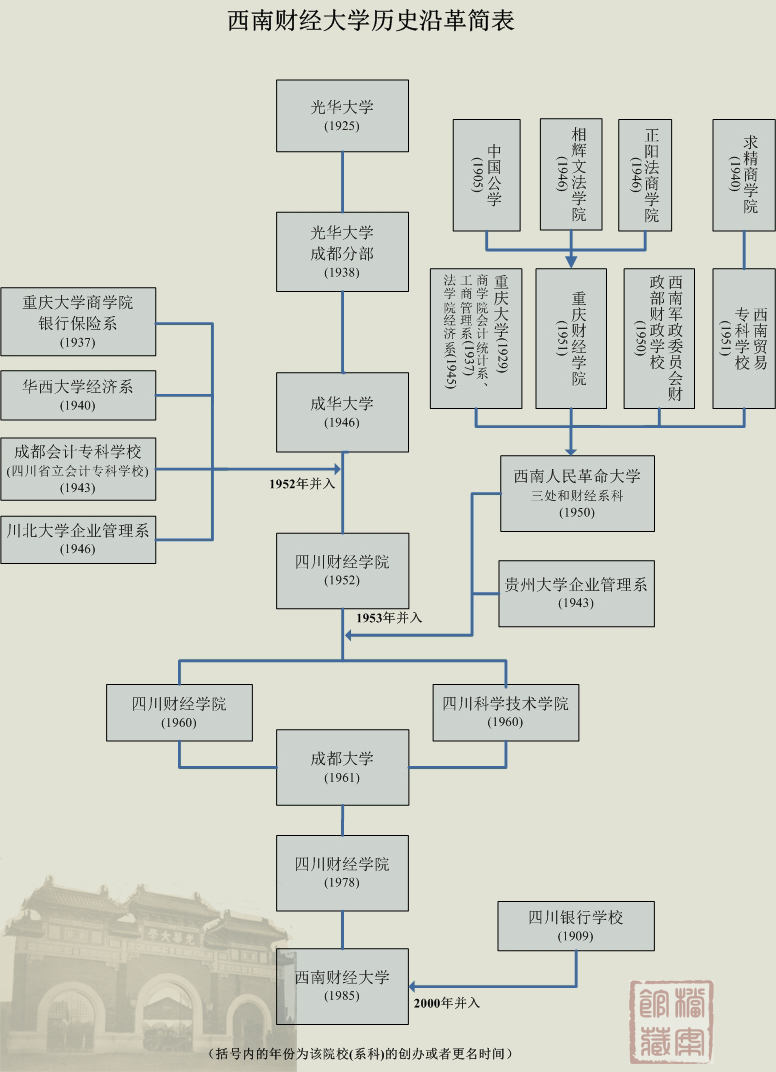 西南财经大学历史沿革简表
光华大学
(1925)
中国公学
(1905)
相辉文法学院
(1946)
正阳法商学院
(1946)
求精商学院
(1940)
光华大学
成都分部
(1938)
重庆大学(1929)
商学院会计统计系、
工商管理系(1937)
法学院经济系(1945)
重庆财经学院
(1951)
西南军政委员会财
政部财政学校
(1950)
西南贸易
专科学校
(1951)
重庆大学商学院
银行保险系
(1937)
华西大学经济系
(1940)
成都会计专科学校
(四川省立会计专科学校)
(1943)
川北大学企业管理系
(1946)
成华大学
(1946)
1952年并入
西南人民革命大学
三处和财经系科
(1950)
四川财经学院
(1952)
贵州大学企业管理系
(1943)
1953年并入
四川财经学院
(1960)
四川科学技术学院
(1960)
成都大学
(1961)
四川财经学院
(1978)
四川银行学校
(1909)
西南财经大学
(1985)
2000年并入
（括号内的年份为该院校(系科)的创办或者更名时间）
檔案
館藏